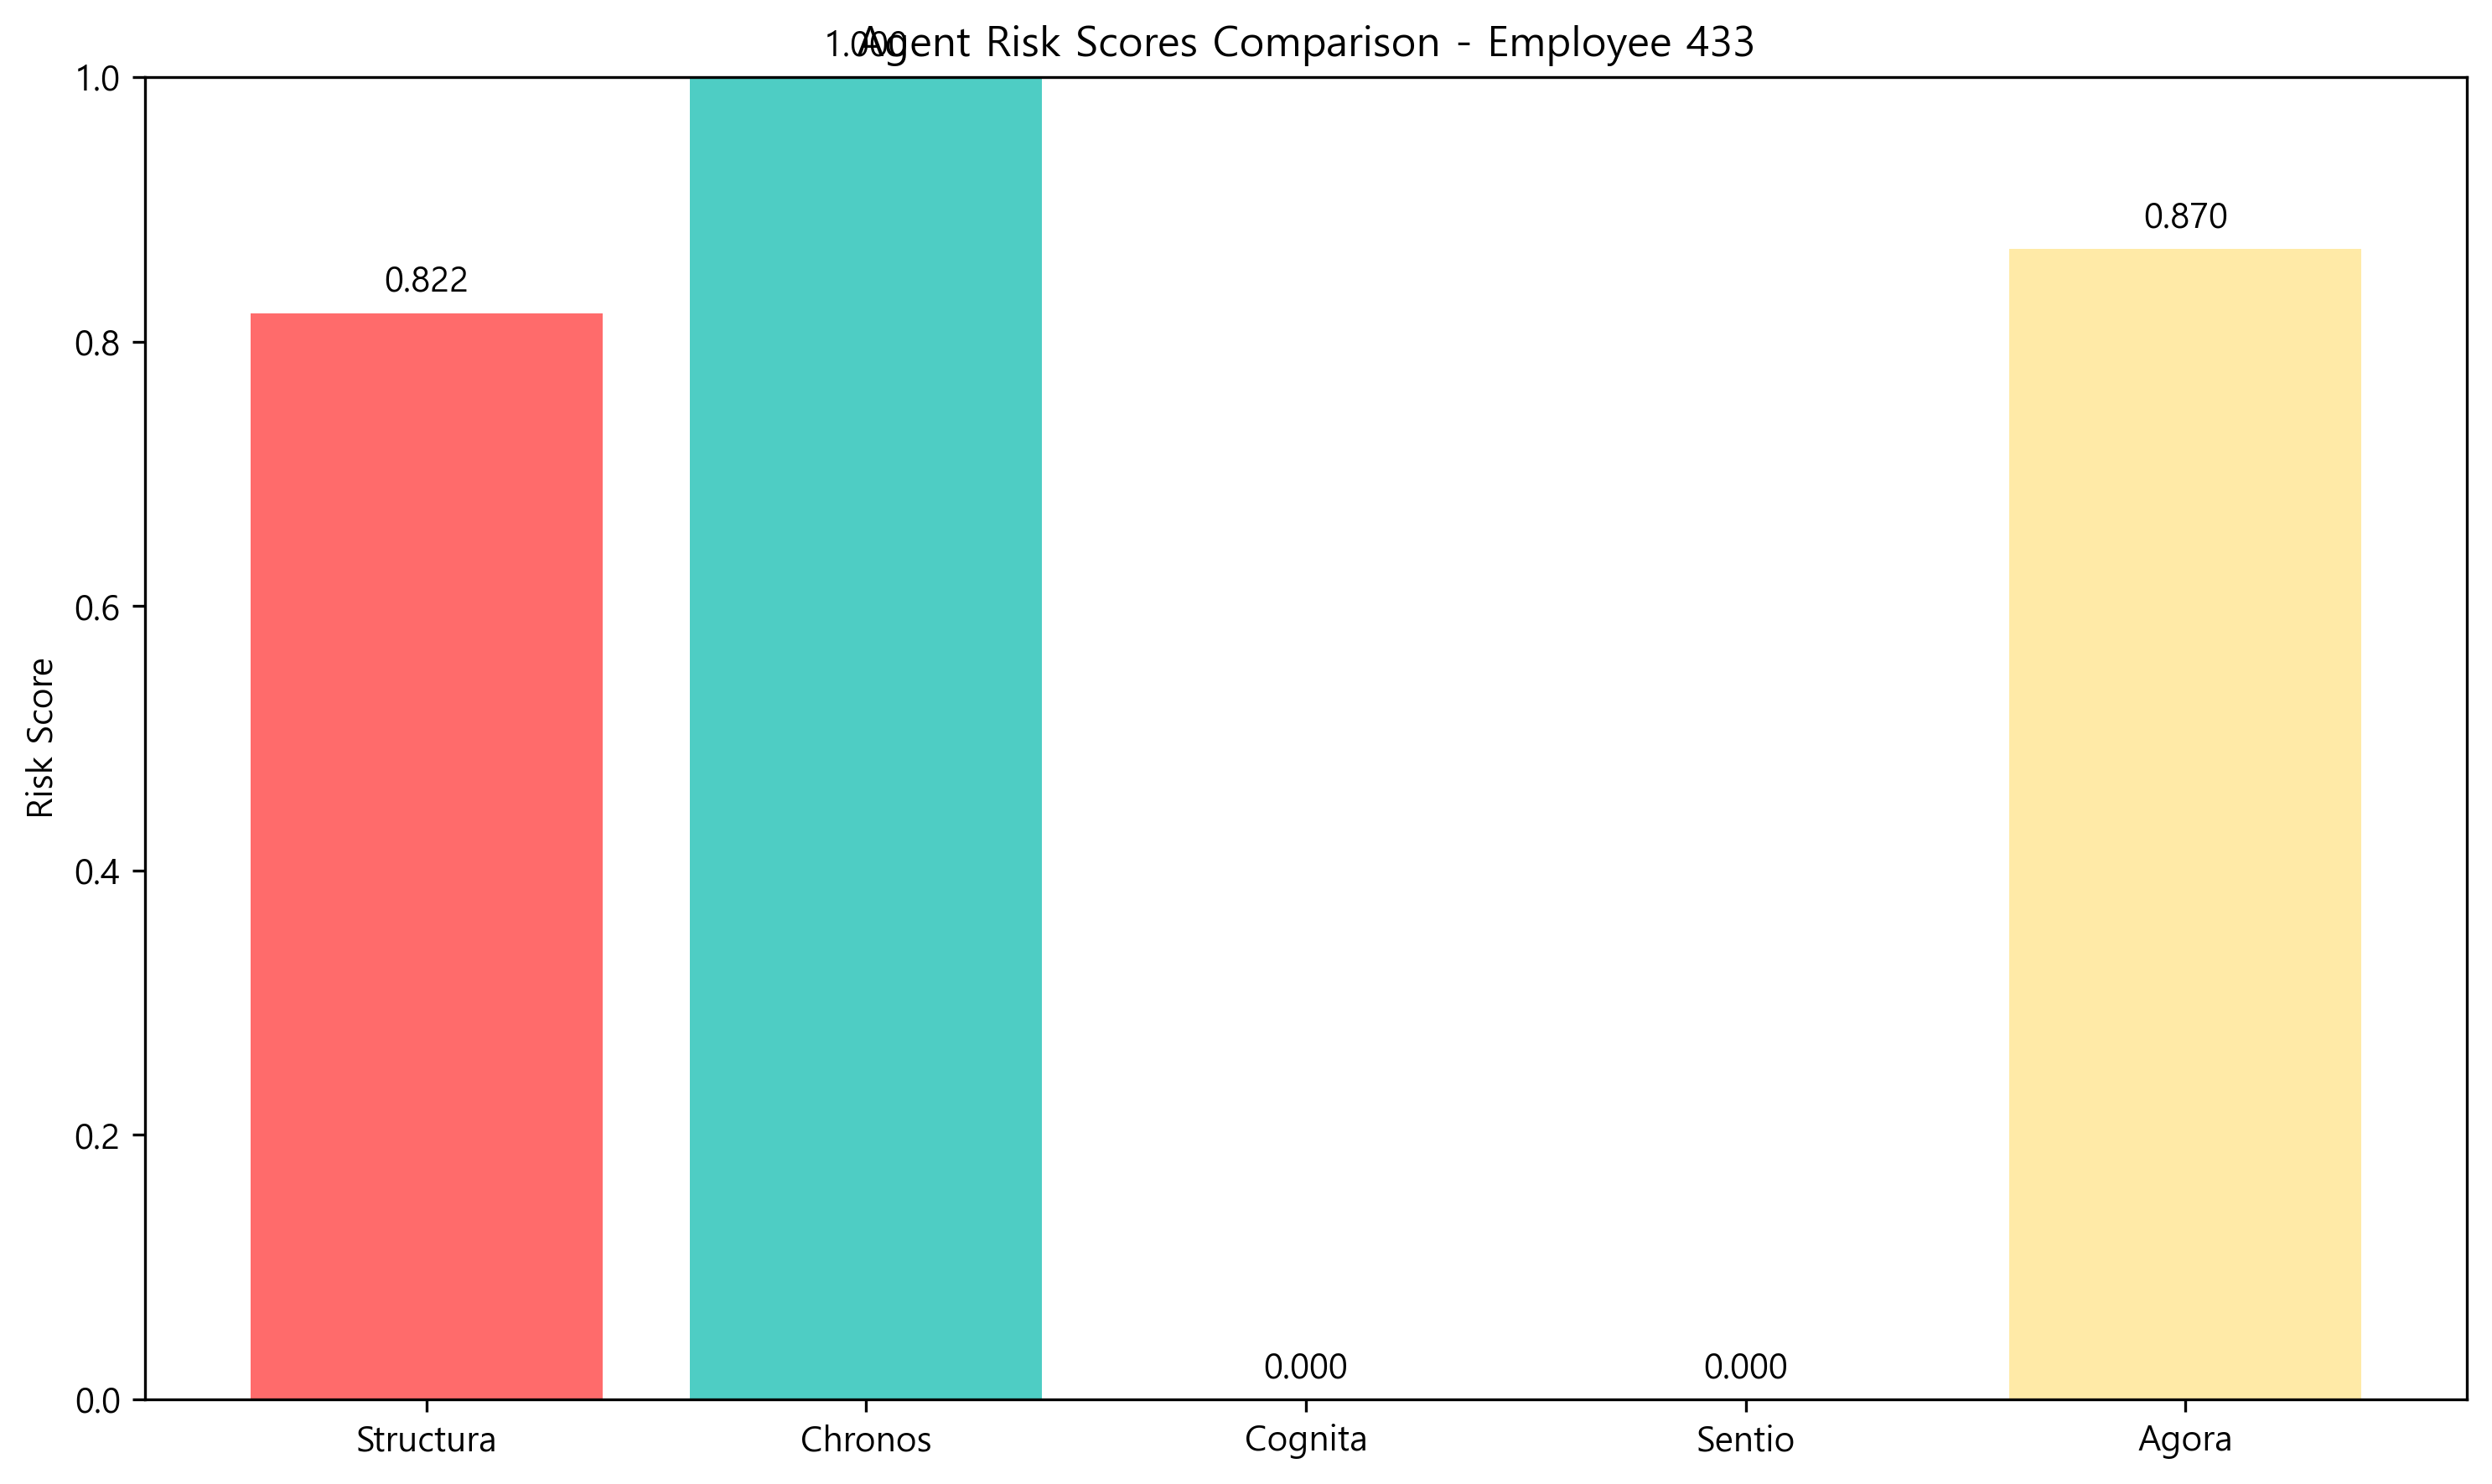 1.000
Agent Risk Scores Comparison - Employee 433
1.0
0.8
0.6
0.4
0.2
0.0
Risk Score
0.822
0.000
0.000
0.870
Structura
Chronos
Cognita
Sentio
Agora